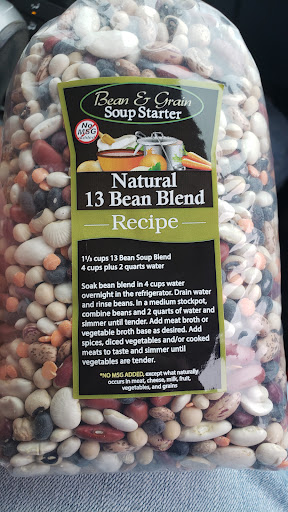 Bean & Grain
Soup Starter
No
MSG
Added
Natural
13 Bean Blend
Recipe
1⅓ cups 13 Bean Soup Blend
4 cups plus 2 quarts water
Soak bean blend in 4 cups water
overnight in the refrigerator. Drain water
and rinse beans. In a medium stockpot,
combine beans and 2 quarts of water and
simmer until tender. Add meat broth or
vegetable broth base as desired. Add
spices, diced vegetables and/or cooked
meats to taste and simmer until
vegetables are tender.
*NO MSG ADDED, except what naturally
occurs in meat, cheese, milk, fruit,
vegetables, and grains